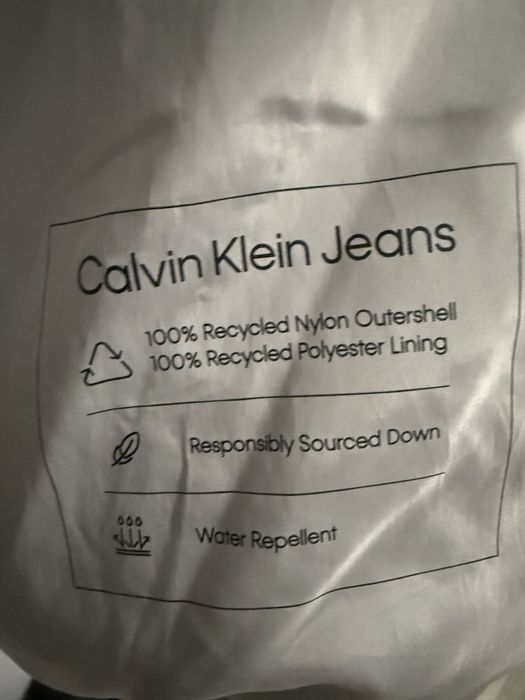 Calvin Klein Jeans
100% Recycled Nylon Outershell
100% Recycled Polyester Lining
Responsibly Sourced Down
Water Repellent